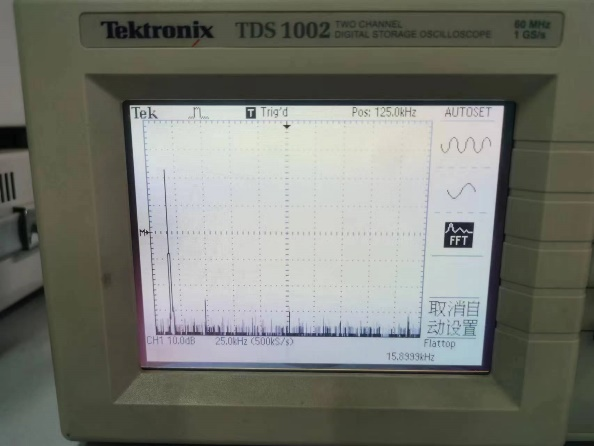 Tektronix TDS 1002 TWO CHANNEL DIGITAL STORAGE OSCILLOSCOPE
60 MHz
1 GS/s
Tek T Trig'd Pos: 125.0kHz AUTOSET
M
FFT
取消自
动设置
CH1 10.0dB 25.0kHz (500kS/s) Flattop
15.8999kHz